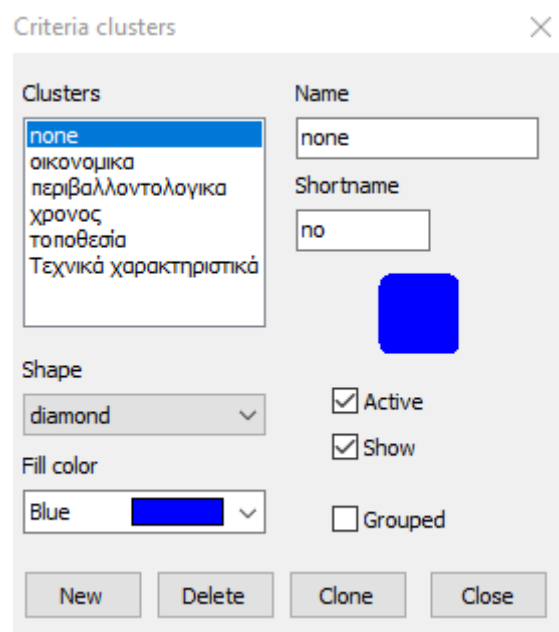 Criteria clusters
Clusters
none
οικονομικα
περιβαλλοντολογικα
χρονος
τοποθεσία
Τεχνικά χαρακτηριστικά
Name
none
Shortname
no
Shape
diamond
Fill color
Blue
Active
Show
Grouped
New Delete Clone Close